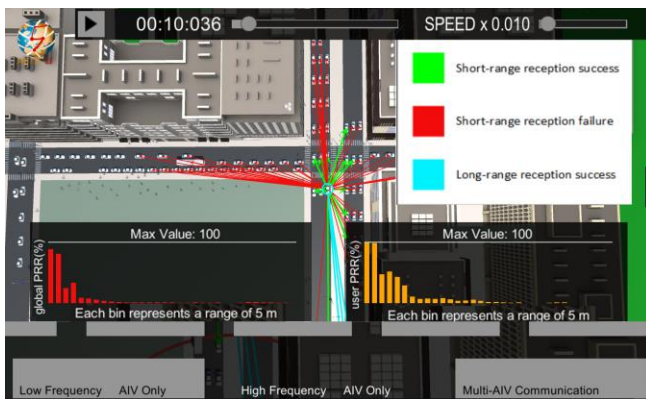 00:10:036
SPEED x 0.010
Short-range reception success
Short-range reception failure
Long-range reception success
Max Value: 100
global PRR(%)
Each bin represents a range of 5 m
Max Value: 100
user PRR(%)
Each bin represents a range of 5 m
Low Frequency AIV Only
High Frequency AIV Only
Multi-AIV Communication